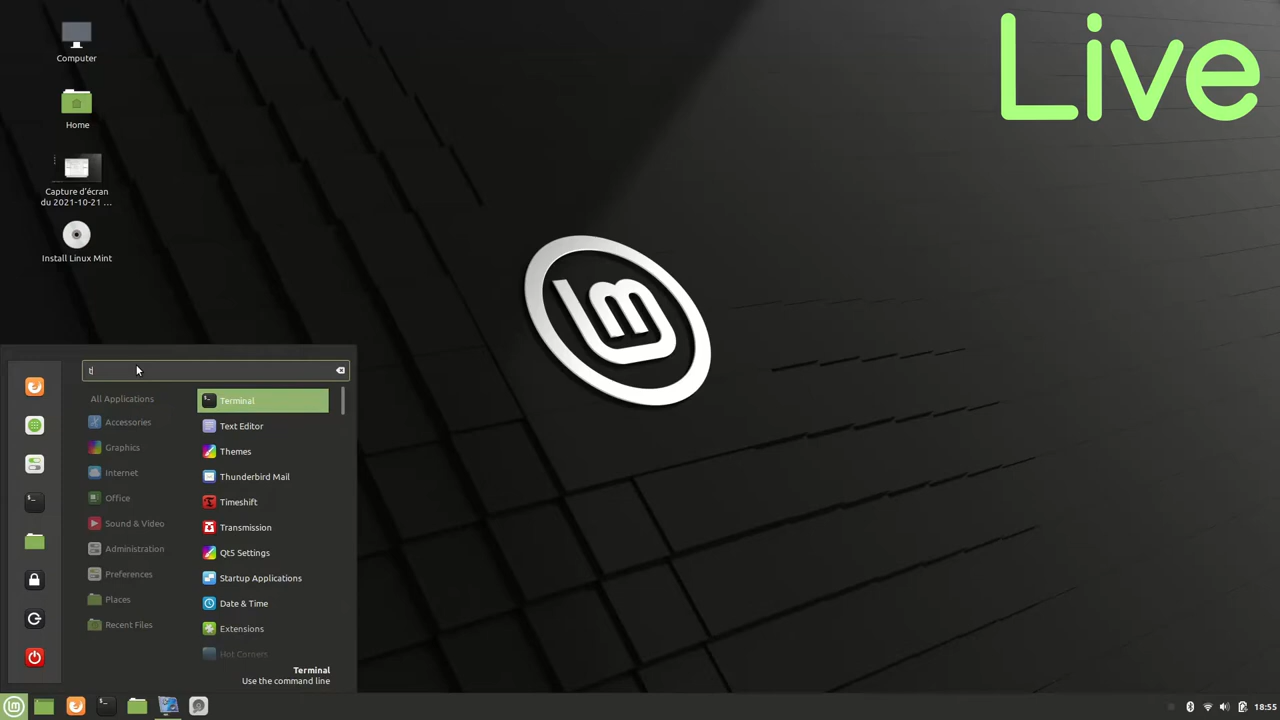 Live
Computer
Home
Capture d'écran
du 2021-10-21 ...
Install Linux Mint
t
All Applications
Accessories
Graphics
Internet
Office
Sound & Video
Administration
Preferences
Places
Recent Files
Terminal
Text Editor
Themes
Thunderbird Mail
Timeshift
Transmission
Qt5 Settings
Startup Applications
Date & Time
Extensions
Hot Corners
Terminal
Use the command line
18:55